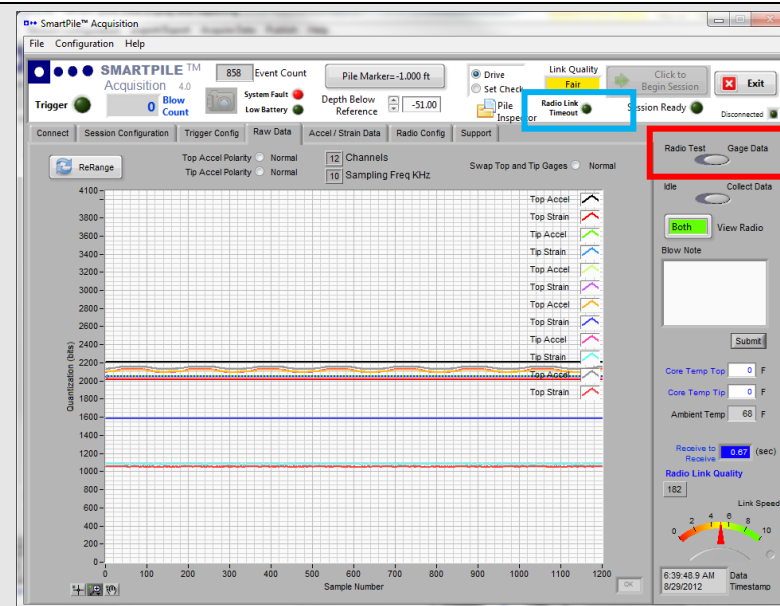 SmartPile™ Acquisition
File Configuration Help
SMARTPILE™
Acquisition 4.0
858 Event Count
Pile Marker= -1.000 ft
Drive
Set Check
Link Quality
Fair
Click to
Begin Session
Exit
Trigger
0 Blow
Count
System Fault
Low Battery
Depth Below
Reference
-51.00
Pile
Inspector
Radio Link
Timeout
Session Ready
Disconnected
Connect Session Configuration Trigger Config Raw Data Accel / Strain Data Radio Config Support
ReRange
Top Accel Polarity Normal
Tip Accel Polarity Normal
12 Channels
10 Sampling Freq KHz
Swap Top and Tip Gages Normal
Radio Test Gage Data
Idle Collect Data
Both View Radio
Blow Note
Submit
Core Temp Top 0 F
Core Temp Tip 0 F
Ambient Temp 68 F
Receive to
Receive
0.67 (sec)
Radio Link Quality
182
Link Speed
0 2 4 6 8 10
6:39:48.9 AM
8/29/2012
Data
Timestamp
Top Accel
Top Strain
Tip Accel
Tip Strain
Top Accel
Top Strain
Top Accel
Top Strain
Tip Accel
Tip Strain
Top Accel
Top Strain
Quantization (bits)
4100
3800
3600
3400
3200
3000
2800
2600
2400
2200
2000
1800
1600
1400
1200
1000
800
600
400
200
0
0 100 200 300 400 500 600 700 800 900 1000 1100 1200
Sample Number
OK